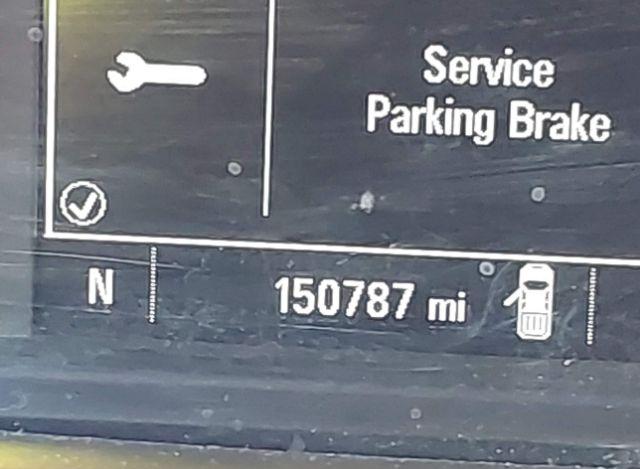 Service
Parking Brake
N
150787 mi